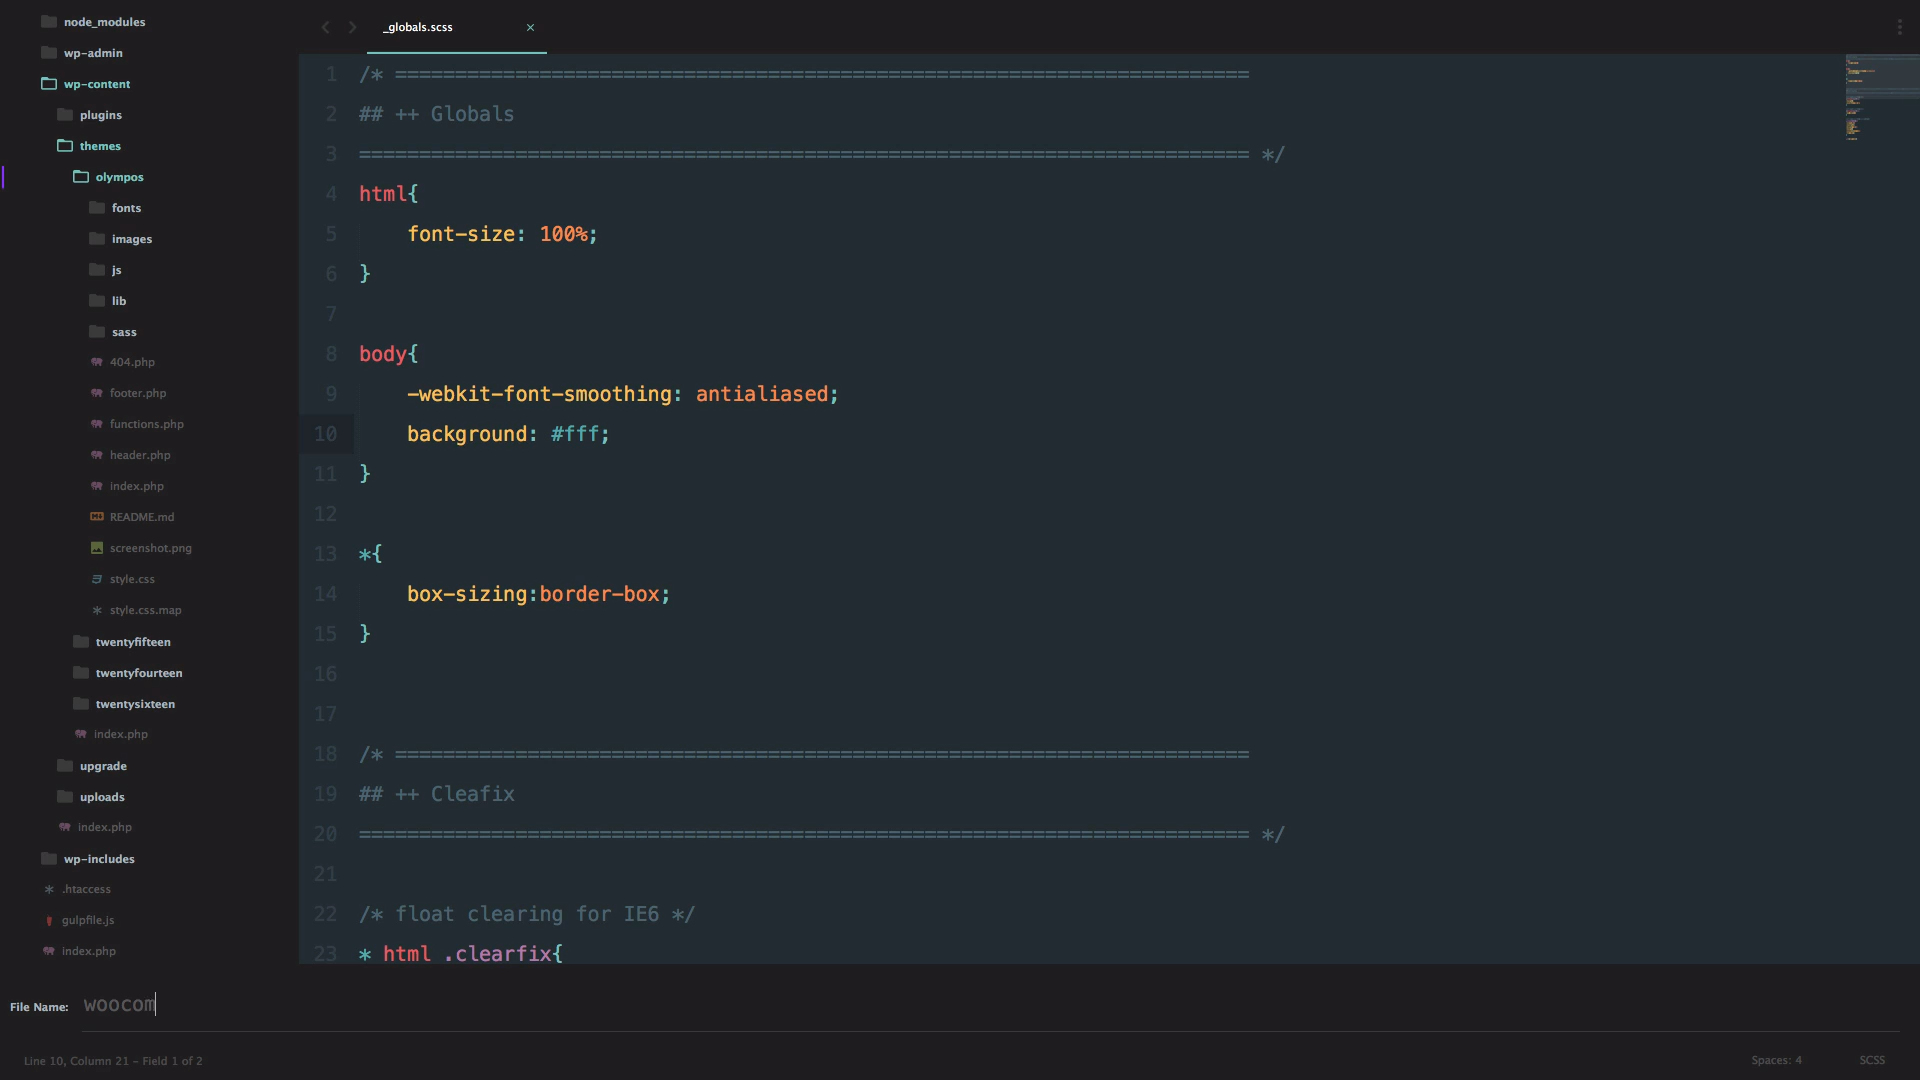 node_modules
wp-admin
wp-content
plugins
themes
olympos
fonts
images
js
lib
sass
404.php
footer.php
functions.php
header.php
index.php
README.md
screenshot.png
style.css
style.css.map
twentyfifteen
twentyfourteen
twentysixteen
index.php
upgrade
uploads
index.php
wp-includes
.htaccess
gulpfile.js
index.php
_globals.scss ×
1 /* =======================================================================
2 ## ++ Globals
3 ========================================================================== */
4 html{
5     font-size: 100%;
6 }
7
8 body{
9     -webkit-font-smoothing: antialiased;
10     background: #fff;
11 }
12
13 *{
14     box-sizing:border-box;
15 }
16
17
18 /* =======================================================================
19 ## ++ Cleafix
20 ========================================================================== */
21
22 /* float clearing for IE6 */
23 * html .clearfix{
File Name: woocom
Line 10, Column 21 - Field 1 of 2
Spaces: 4
SCSS